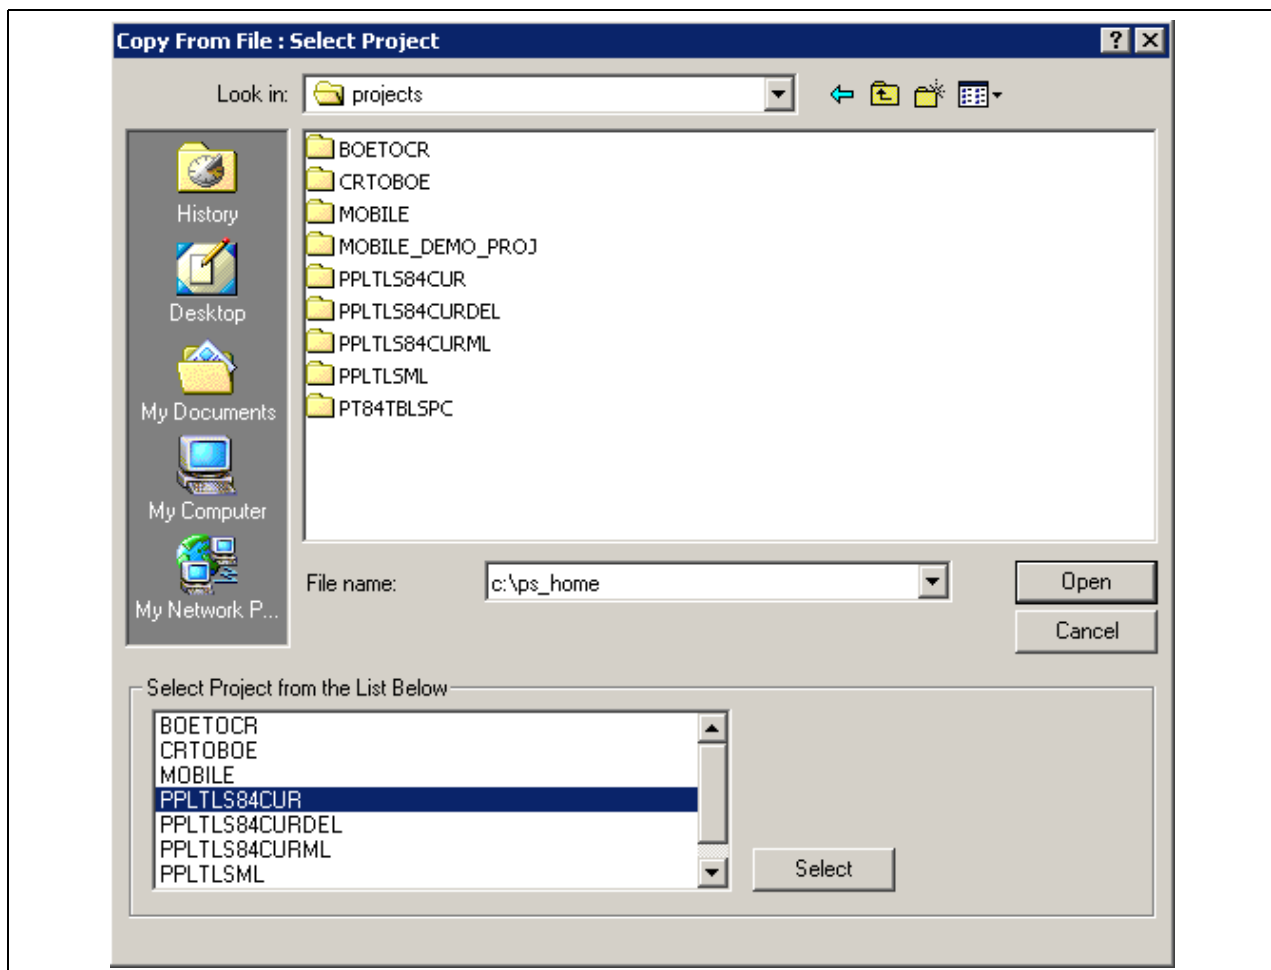 Copy From File : Select Project
Look in: projects
BOETOCR
CRTOBOE
MOBILE
MOBILE_DEMO_PROJ
PPLTLS84CUR
PPLTLS84CURDEL
PPLTLS84CURML
PPLTLSML
PT84TBLSPC
History
Desktop
My Documents
My Computer
My Network P...
File name: c:\ps_home Open
Cancel
Select Project from the List Below
BOETOCR
CRTOBOE
MOBILE
PPLTLS84CUR
PPLTLS84CURDEL
PPLTLS84CURML
PPLTLSML
Select